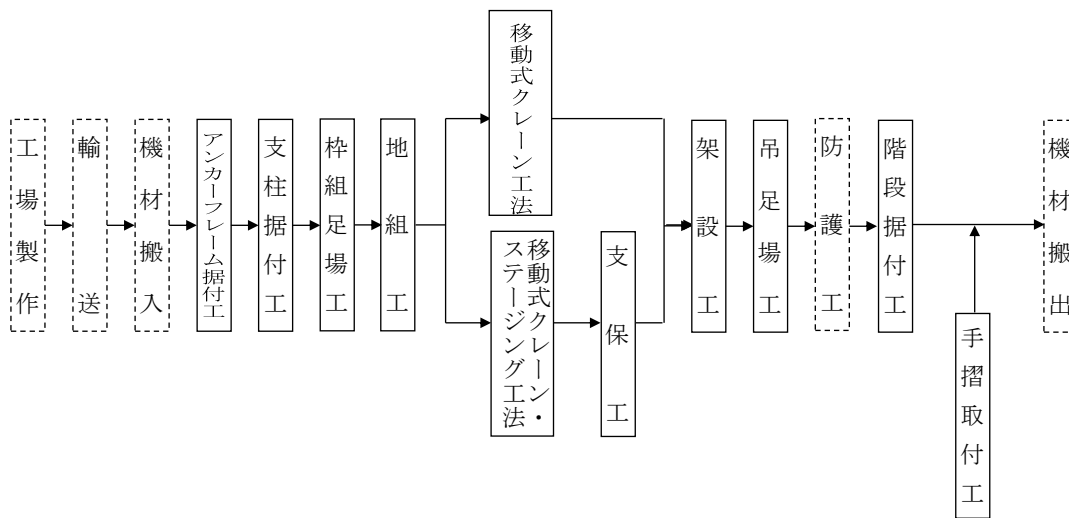 工場製作
輸送
機材搬入
アンカーフレーム据付工
支柱据付工
枠組足場工
地組工
移動式クレーン工法
移動式クレーン・
ステージング工法
支保工
架設工
吊足場工
防護工
階段据付工
手摺取付工
機材搬出